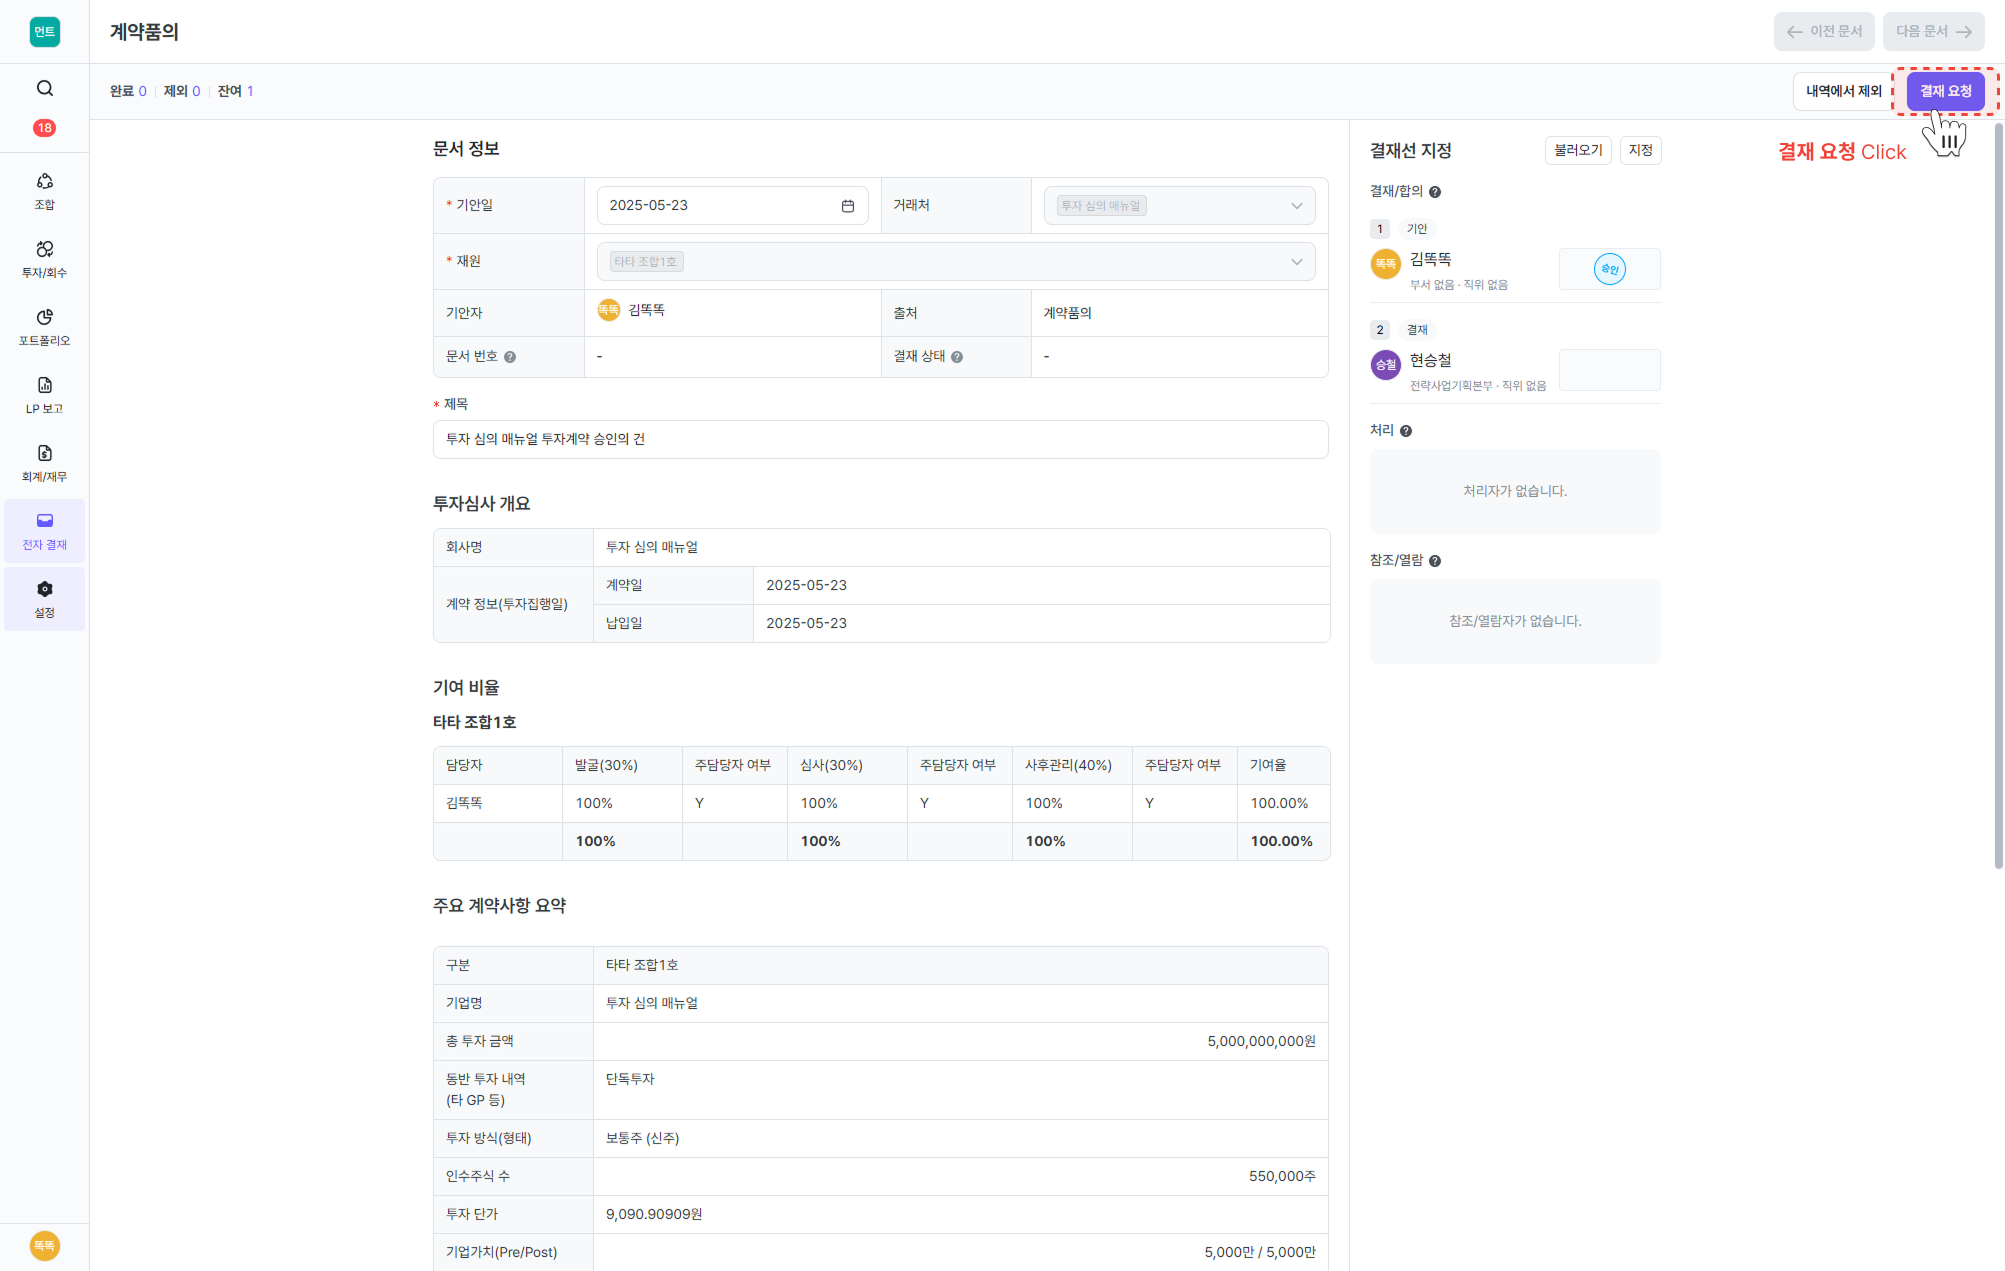 먼트
계약품의
이전 문서
다음 문서
완료 0
제외 0
잔여 1
내역에서 제외
결재 요청
결재 요청 Click
18
조합
투자/회수
포트폴리오
LP 보고
회계/재무
전자 결재
설정
똑똑
문서 정보
* 기안일
2025-05-23
거래처
투자 심의 매뉴얼
* 재원
타타 조합1호
기안자
똑똑
김똑똑
출처
계약품의
문서 번호 ?
-
결재 상태 ?
-
* 제목
투자 심의 매뉴얼 투자계약 승인의 건
투자심사 개요
회사명
투자 심의 매뉴얼
계약 정보(투자집행일)
계약일
2025-05-23
납입일
2025-05-23
기여 비율
타타 조합1호
담당자
발굴(30%)
주담당자 여부
심사(30%)
주담당자 여부
사후관리(40%)
주담당자 여부
기여율
김똑똑
100%
Y
100%
Y
100%
Y
100.00%
100%
100%
100%
100.00%
주요 계약사항 요약
구분
타타 조합1호
기업명
투자 심의 매뉴얼
총 투자 금액
5,000,000,000원
동반 투자 내역
(타 GP 등)
단독투자
투자 방식(형태)
보통주 (신주)
인수주식 수
550,000주
투자 단가
9,090.90909원
기업가치(Pre/Post)
5,000만 / 5,000만
결재선 지정
불러오기
지정
결재/합의 ?
1
기안
똑똑
김똑똑
부서 없음 · 직위 없음
승인
2
결재
승철
현승철
전략사업기획본부 · 직위 없음
처리 ?
처리자가 없습니다.
참조/열람 ?
참조/열람자가 없습니다.